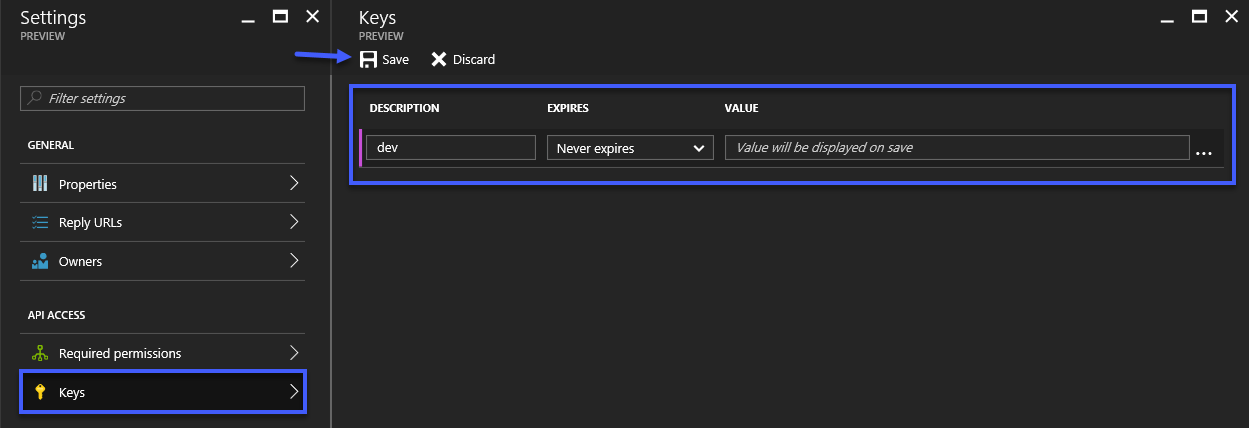 Settings
PREVIEW
Filter settings
GENERAL
Properties
Reply URLs
Owners
API ACCESS
Required permissions
Keys
Keys
PREVIEW
Save Discard
DESCRIPTION EXPIRES VALUE
dev Never expires Value will be displayed on save ...